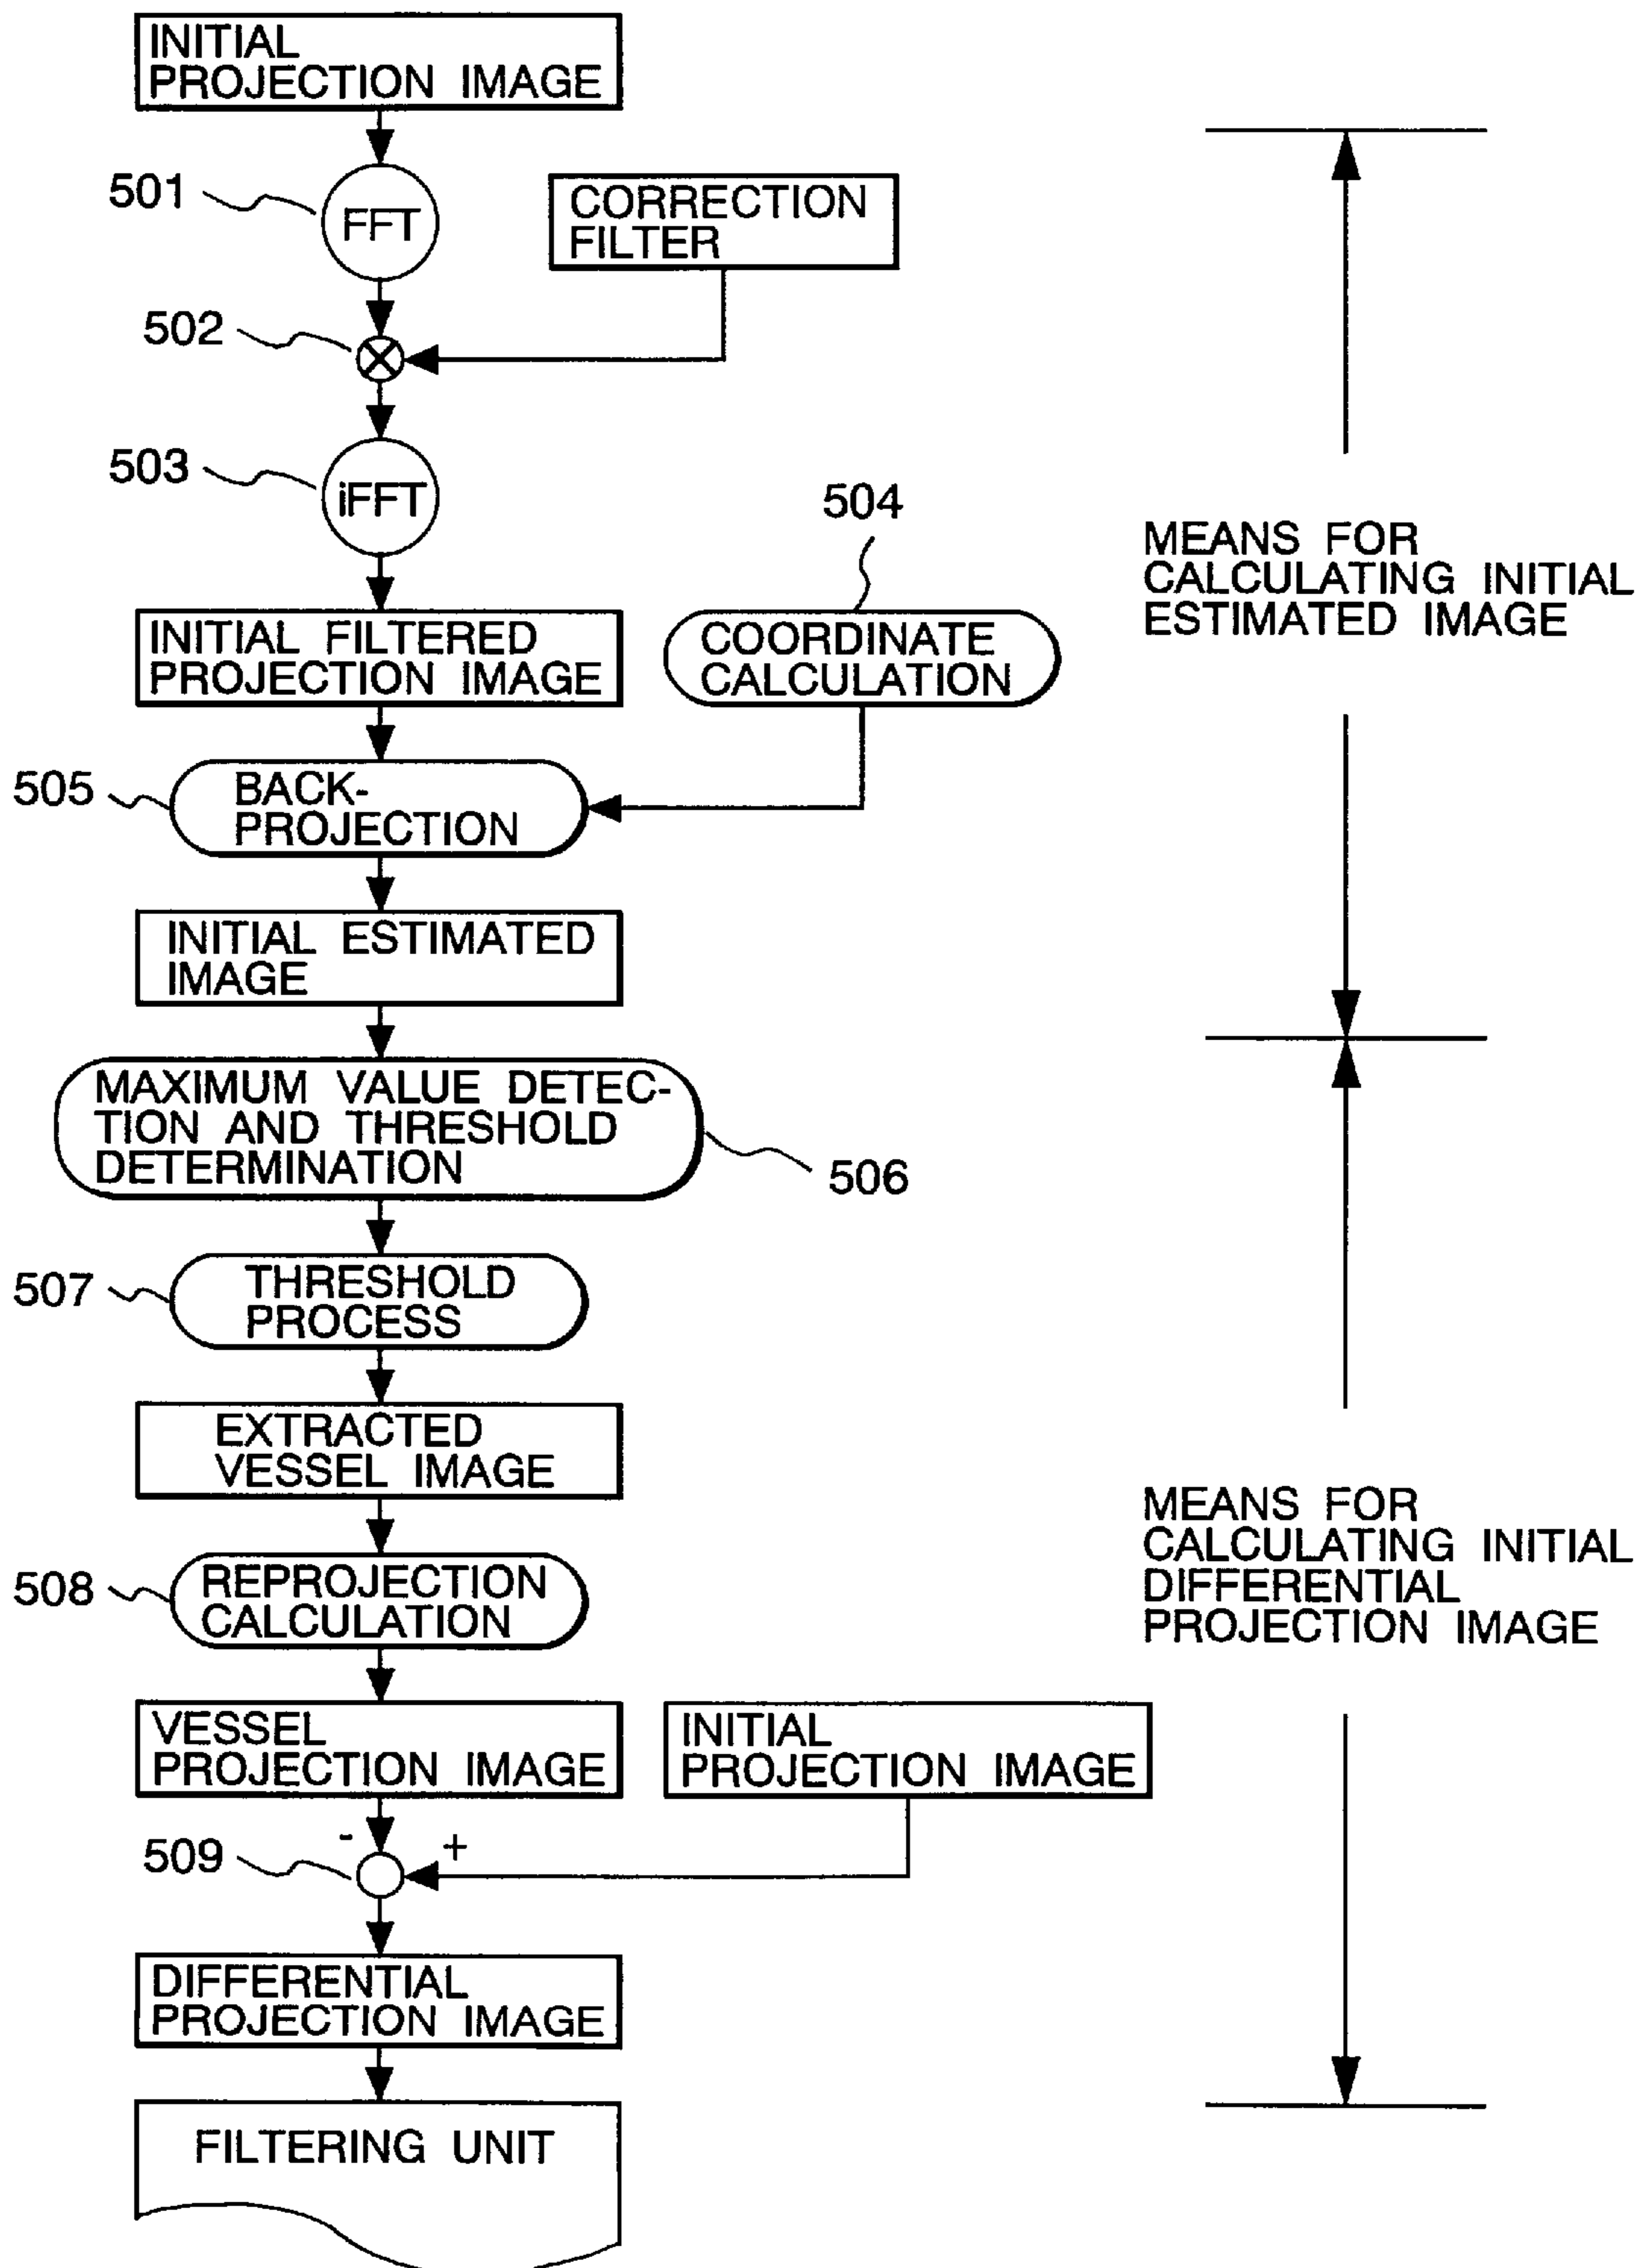 INITIAL
PROJECTION IMAGE
501
FFT
CORRECTION
FILTER
502
503
iFFT
504
MEANS FOR
CALCULATING INITIAL
ESTIMATED IMAGE
INITIAL FILTERED
PROJECTION IMAGE
COORDINATE
CALCULATION
505
BACK-
PROJECTION
INITIAL ESTIMATED
IMAGE
MAXIMUM VALUE DETEC-
TION AND THRESHOLD
DETERMINATION
506
507
THRESHOLD
PROCESS
EXTRACTED
VESSEL IMAGE
MEANS FOR
CALCULATING INITIAL
DIFFERENTIAL
PROJECTION IMAGE
508
REPROJECTION
CALCULATION
VESSEL
PROJECTION IMAGE
INITIAL
PROJECTION IMAGE
- +
509
DIFFERENTIAL
PROJECTION IMAGE
FILTERING UNIT